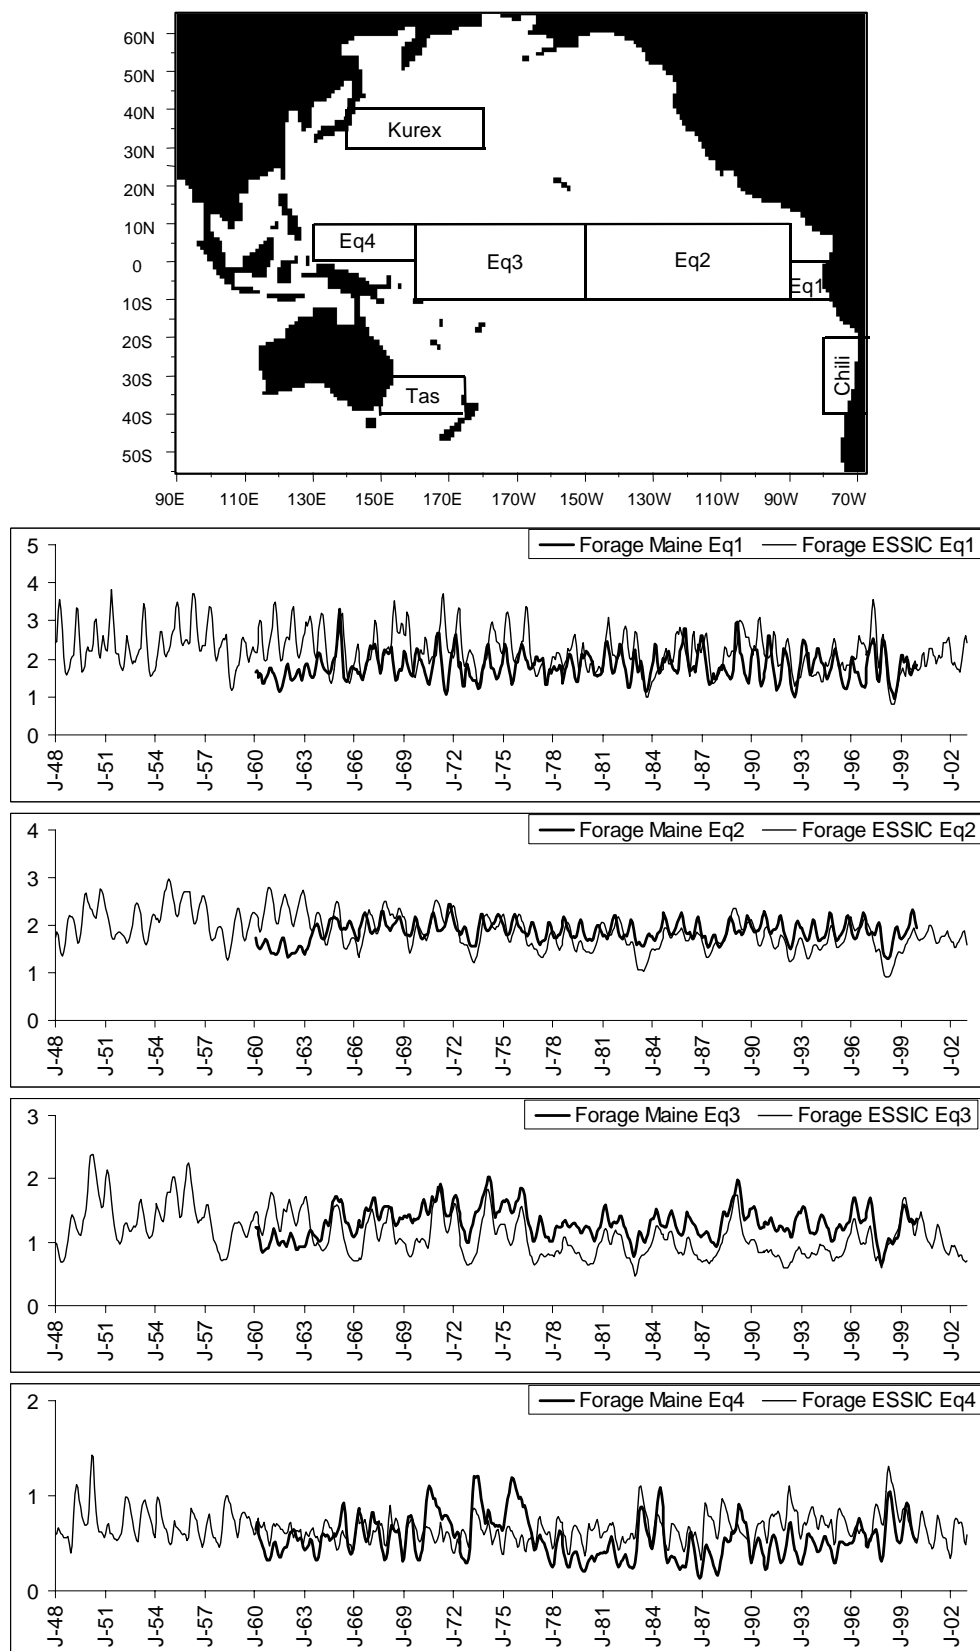 60N
50N
40N
30N
20N
10N
0
10S
20S
30S
40S
50S
Kurex
Eq4
Eq3
Eq2
Eq1
Tas
Chili
90E 110E 130E 150E 170E 170W 150W 130W 110W 90W 70W
Forage Maine Eq1 Forage ESSIC Eq1
5
4
3
2
1
0
J-48 J-51 J-54 J-57 J-60 J-63 J-66 J-69 J-72 J-75 J-78 J-81 J-84 J-87 J-90 J-93 J-96 J-99 J-02
Forage Maine Eq2 Forage ESSIC Eq2
4
3
2
1
0
J-48 J-51 J-54 J-57 J-60 J-63 J-66 J-69 J-72 J-75 J-78 J-81 J-84 J-87 J-90 J-93 J-96 J-99 J-02
Forage Maine Eq3 Forage ESSIC Eq3
3
2
1
0
J-48 J-51 J-54 J-57 J-60 J-63 J-66 J-69 J-72 J-75 J-78 J-81 J-84 J-87 J-90 J-93 J-96 J-99 J-02
Forage Maine Eq4 Forage ESSIC Eq4
2
1
0
J-48 J-51 J-54 J-57 J-60 J-63 J-66 J-69 J-72 J-75 J-78 J-81 J-84 J-87 J-90 J-93 J-96 J-99 J-02